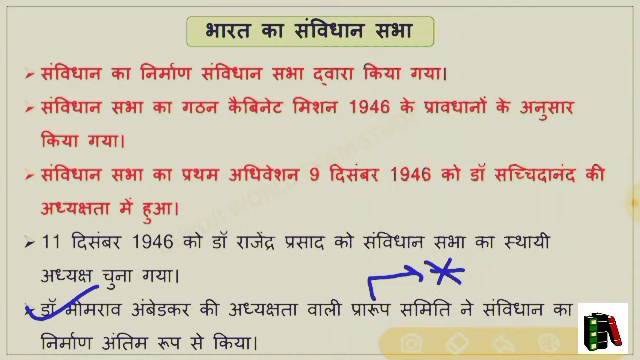 भारत का संविधान सभा
संविधान का निर्माण संविधान सभा द्वारा किया गया।
संविधान सभा का गठन कैबिनेट मिशन 1946 के प्रावधानों के अनुसार
किया गया।
संविधान सभा का प्रथम अधिवेशन 9 दिसंबर 1946 को डॉ सच्चिदानंद की
अध्यक्षता में हुआ।
11 दिसंबर 1946 को डॉ राजेंद्र प्रसाद को संविधान सभा का स्थायी
अध्यक्ष चुना गया।
डॉ भीमराव अंबेडकर की अध्यक्षता वाली प्रारूप समिति ने संविधान का
निर्माण अंतिम रूप से किया।